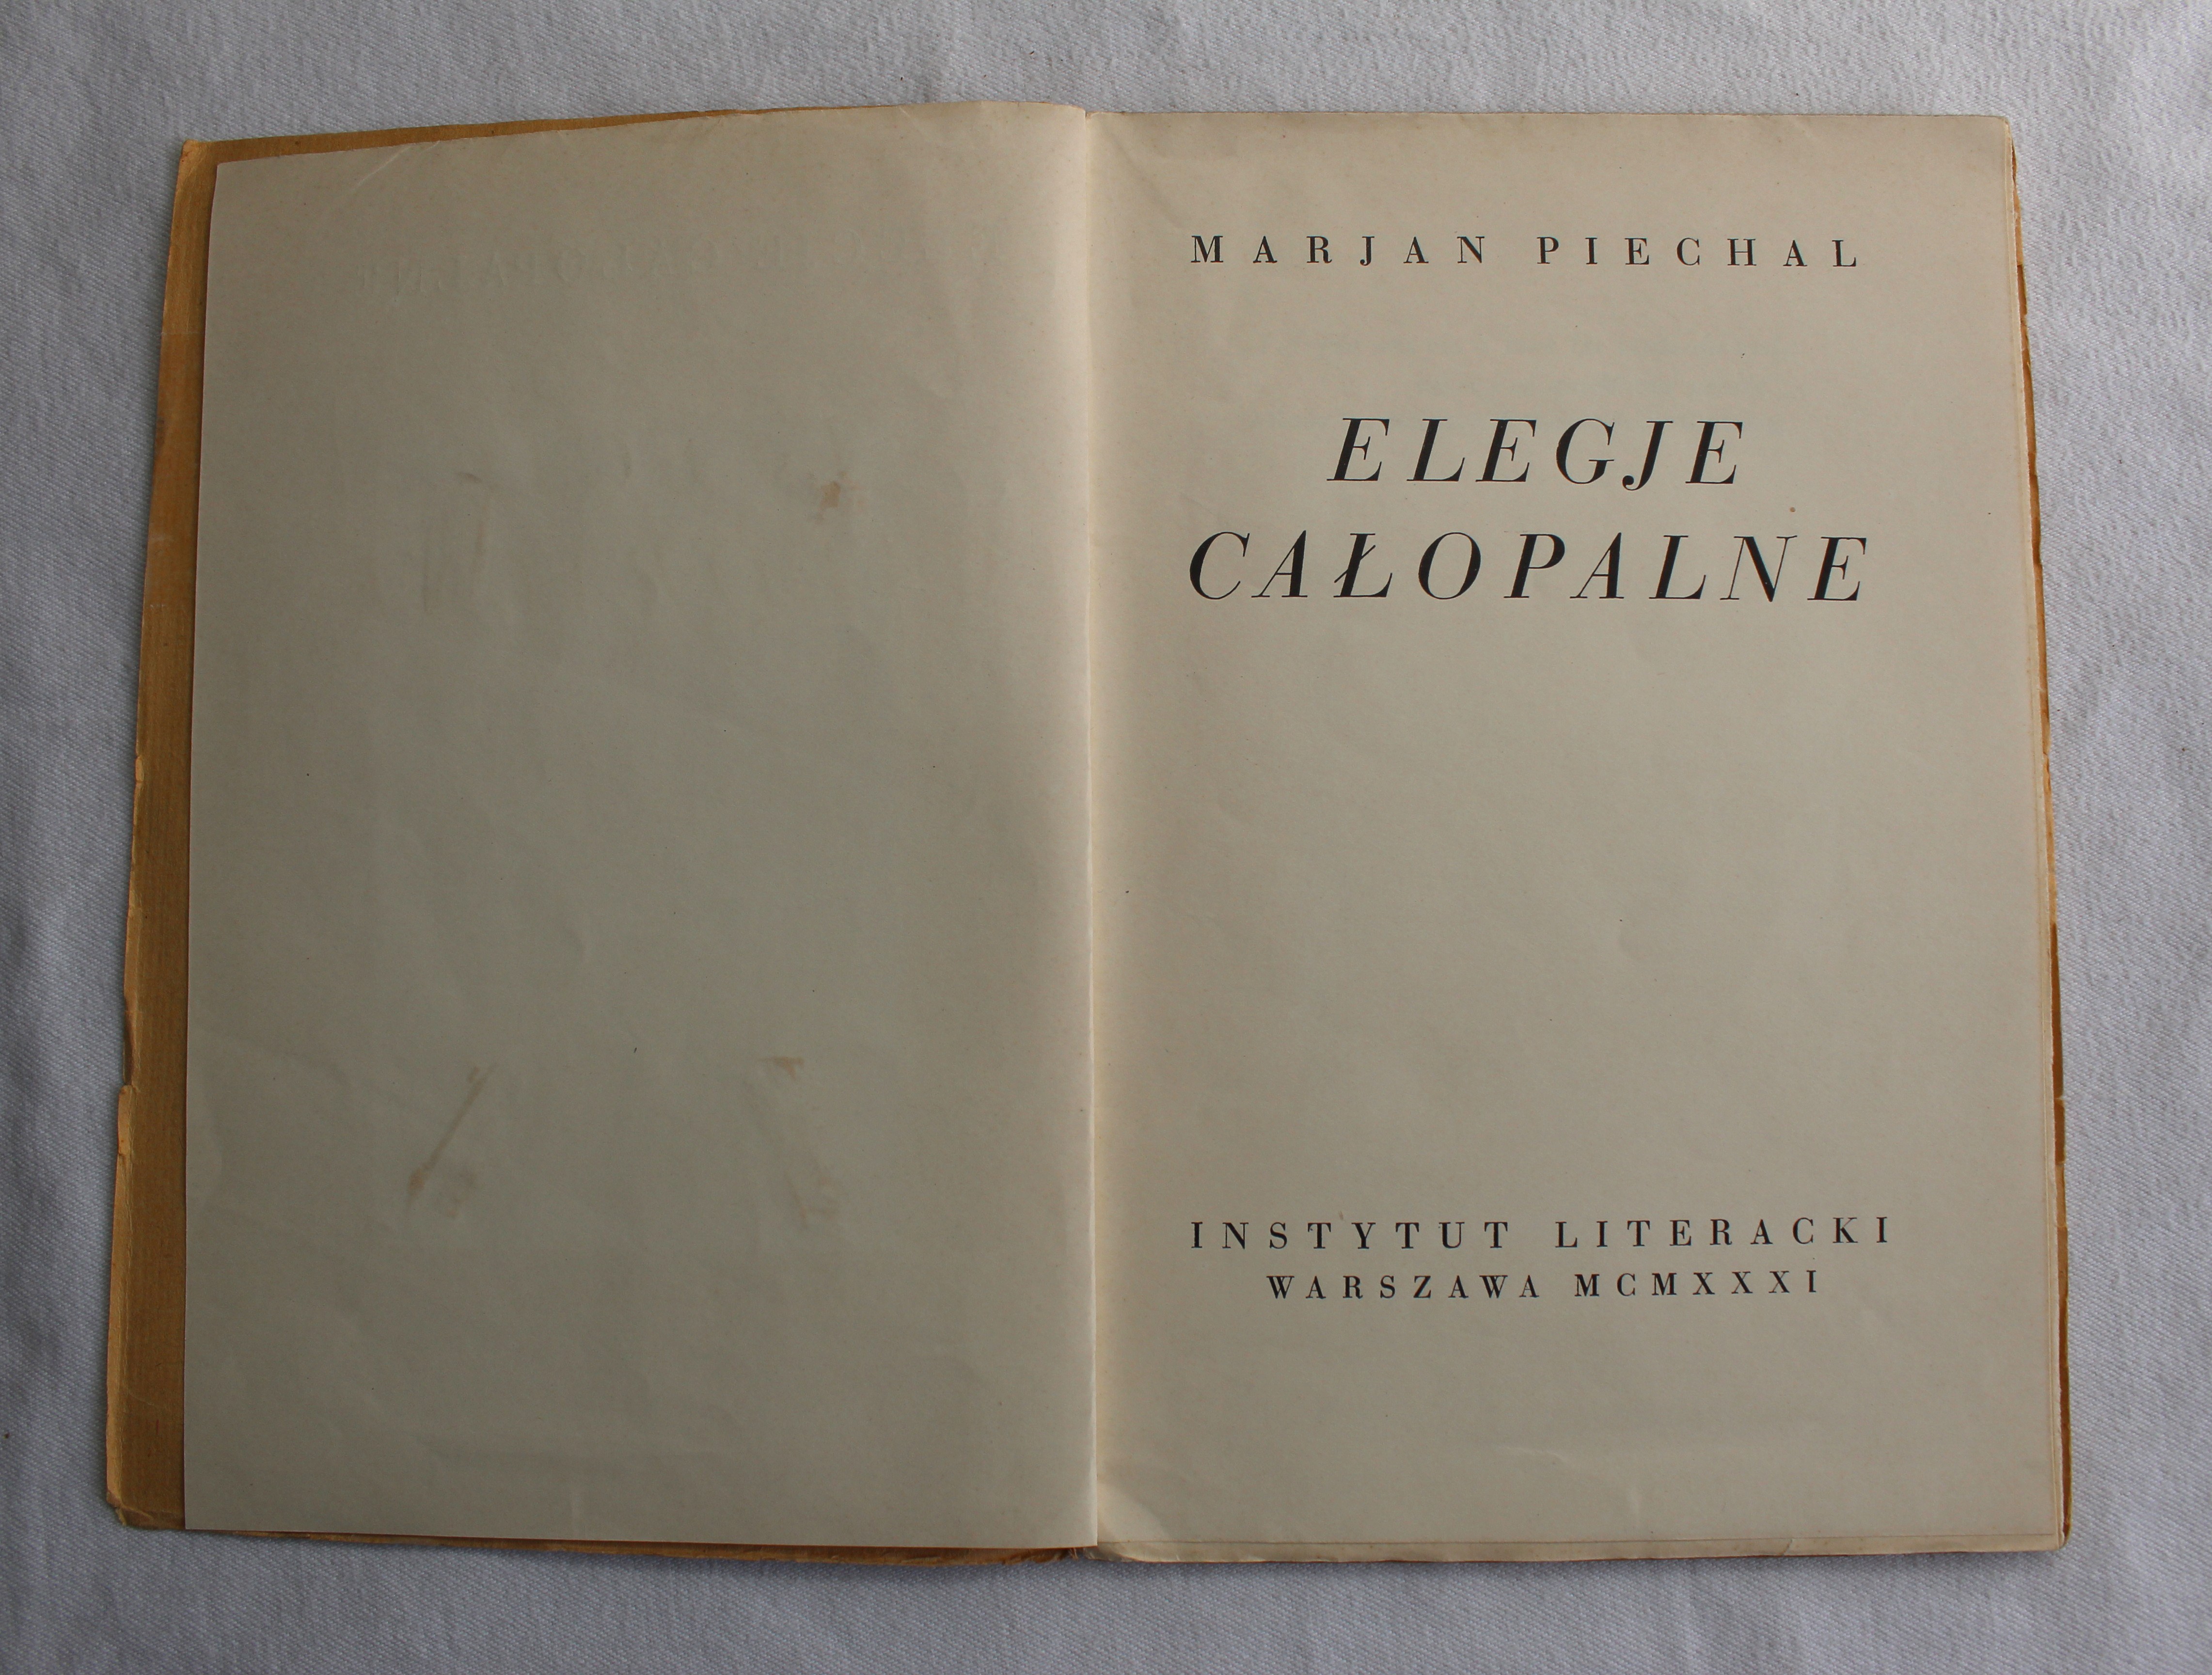 MARJAN PIECHAL
ELEGJE
CAŁOPALNE
INSTYTUT LITERACKI
WARSZAWA MCMXXXI